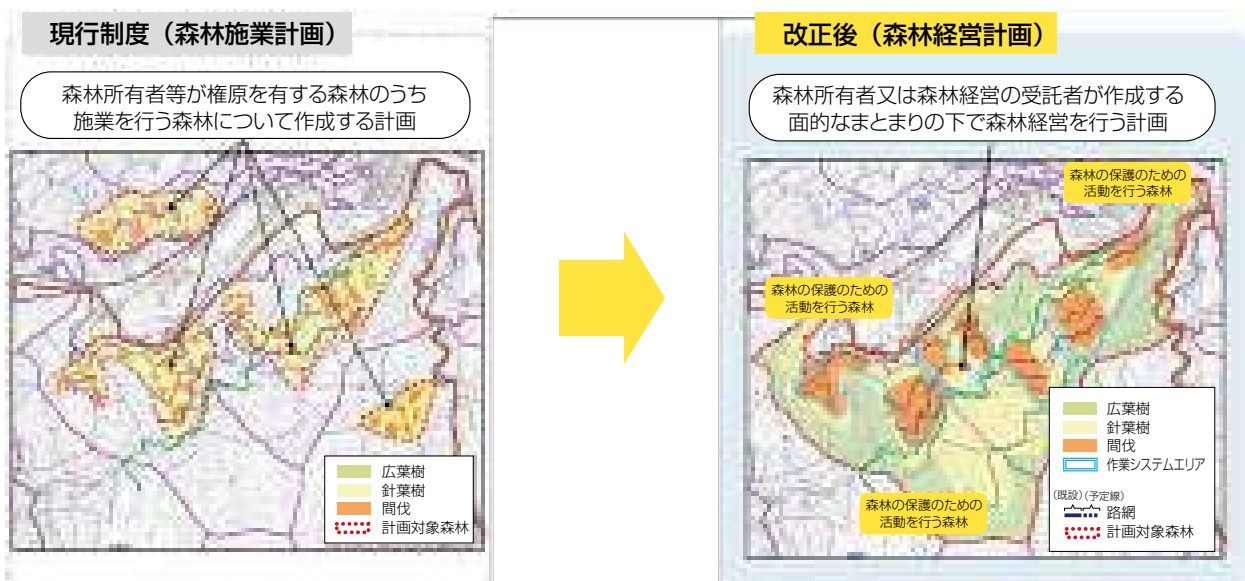 現行制度(森林施業計画)
森林所有者等が権原を有する森林のうち
施業を行う森林について作成する計画
広葉樹
針葉樹
間伐
計画対象森林
改正後(森林経営計画)
森林所有者又は森林経営の受託者が作成する
面的なまとまりの下で森林経営を行う計画
森林の保護のための
活動を行う森林
森林の保護のための
活動を行う森林
森林の保護のための
活動を行う森林
広葉樹
針葉樹
間伐
作業システムエリア
(既設)(予定線)
路網
計画対象森林